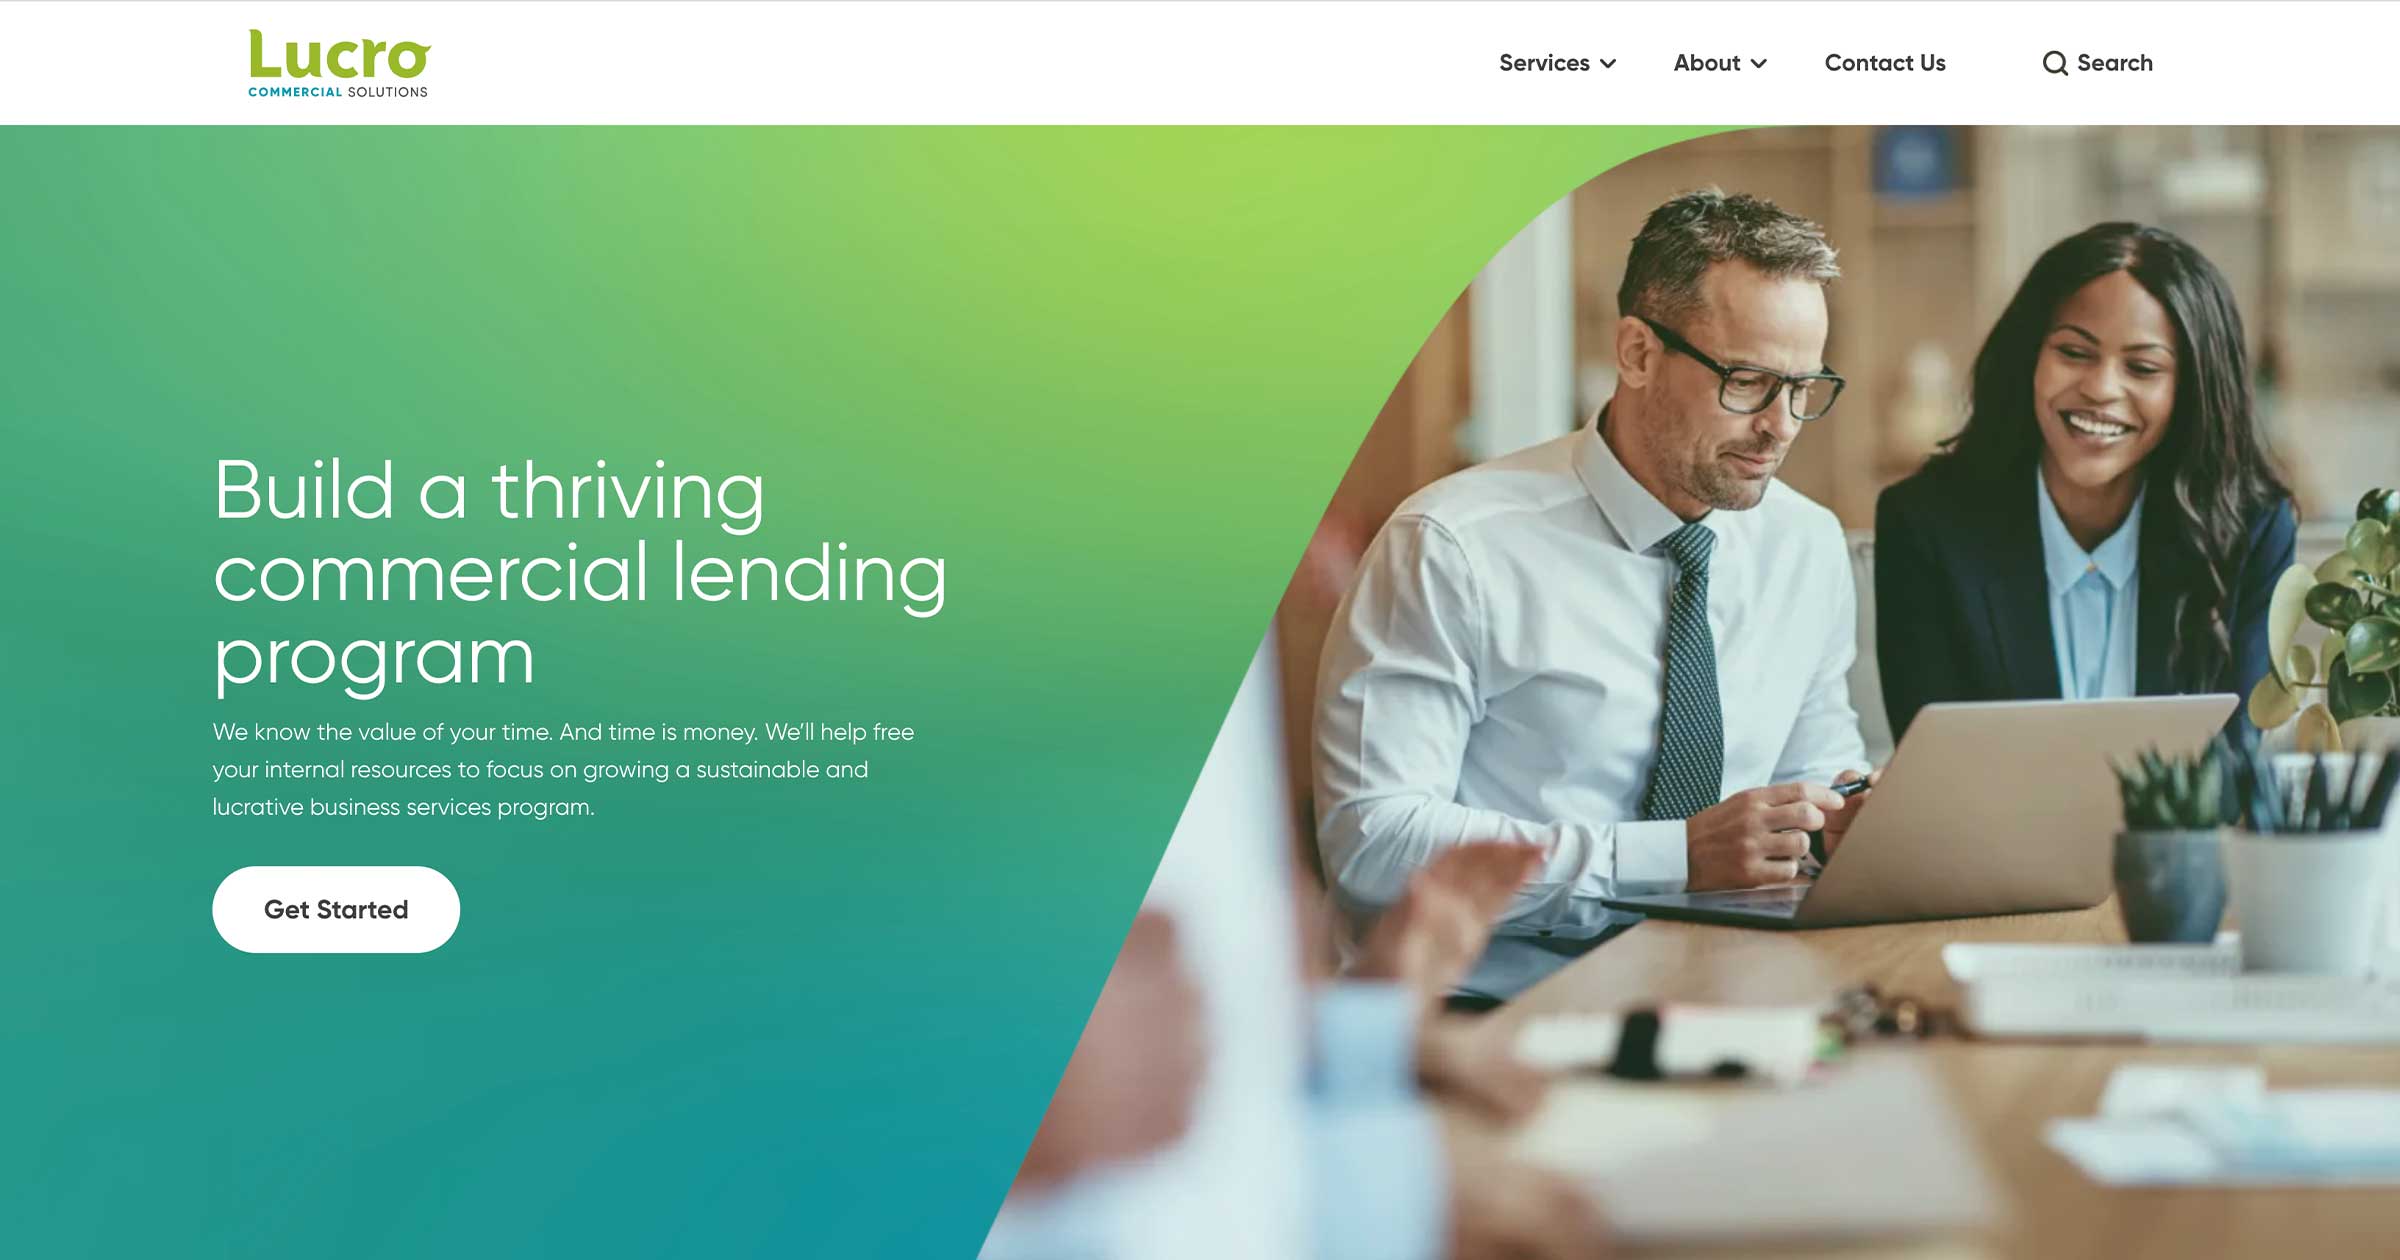 Lucro
COMMERCIAL SOLUTIONS
Services
About
Contact Us
Search
Build a thriving
commercial lending
program
We know the value of your time. And time is money. We’ll help free
your internal resources to focus on growing a sustainable and
lucrative business services program.
Get Started